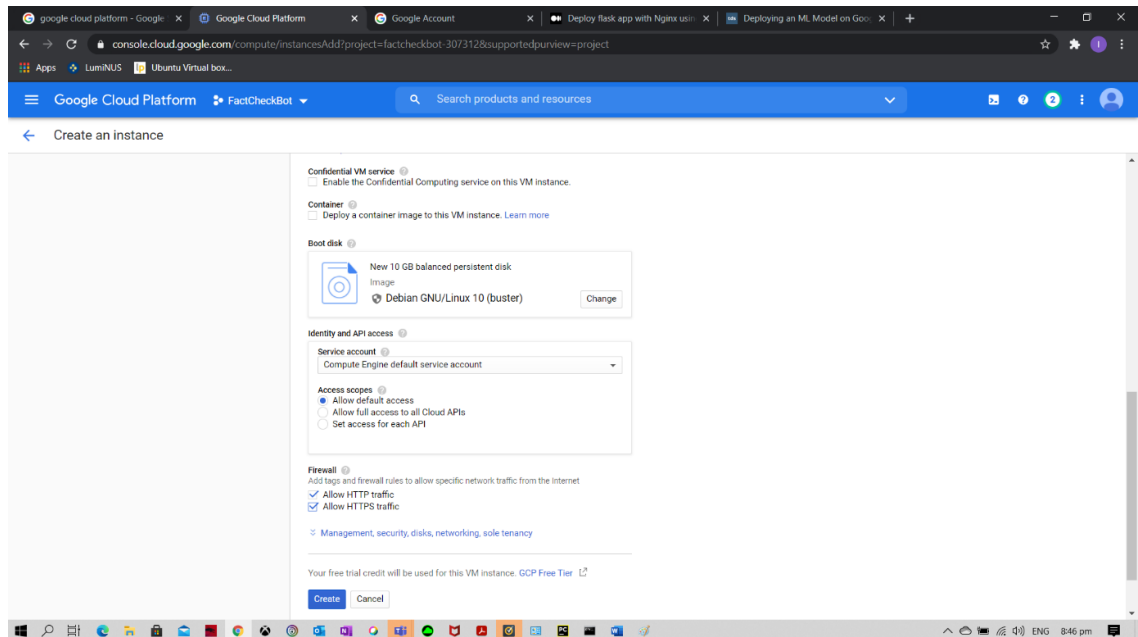 google cloud platform - Google
Google Cloud Platform
Google Account
Deploy flask app with Nginx usin
Deploying an ML Model on Goo
console.cloud.google.com/compute/instancesAdd?project=factcheckbot-307312&supportedpurview=project
I
Apps
LumiNUS
Ubuntu Virtual box...
Google Cloud Platform
FactCheckBot
Search products and resources
2
Create an instance
Confidential VM service
Enable the Confidential Computing service on this VM instance.
Container
Deploy a container image to this VM instance. Learn more
Boot disk
New 10 GB balanced persistent disk
Image
Debian GNU/Linux 10 (buster)
Change
Identity and API access
Service account
Compute Engine default service account
Access scopes
Allow default access
Allow full access to all Cloud APIs
Set access for each API
Firewall
Add tags and firewall rules to allow specific network traffic from the Internet
Allow HTTP traffic
Allow HTTPS traffic
Management, security, disks, networking, sole tenancy
Your free trial credit will be used for this VM instance. GCP Free Tier
Create
Cancel
ENG
8:46 pm